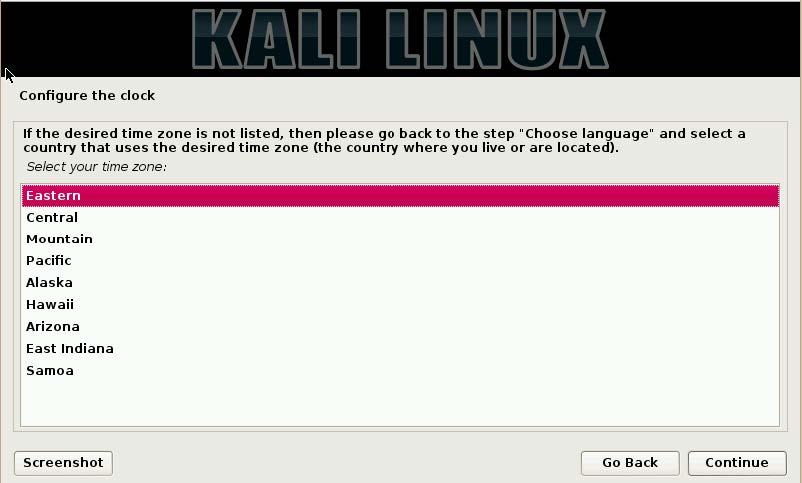 KALI LINUX
Configure the clock
If the desired time zone is not listed, then please go back to the step "Choose language" and select a
country that uses the desired time zone (the country where you live or are located).
Select your time zone:
Eastern
Central
Mountain
Pacific
Alaska
Hawaii
Arizona
East Indiana
Samoa
Screenshot
Go Back
Continue